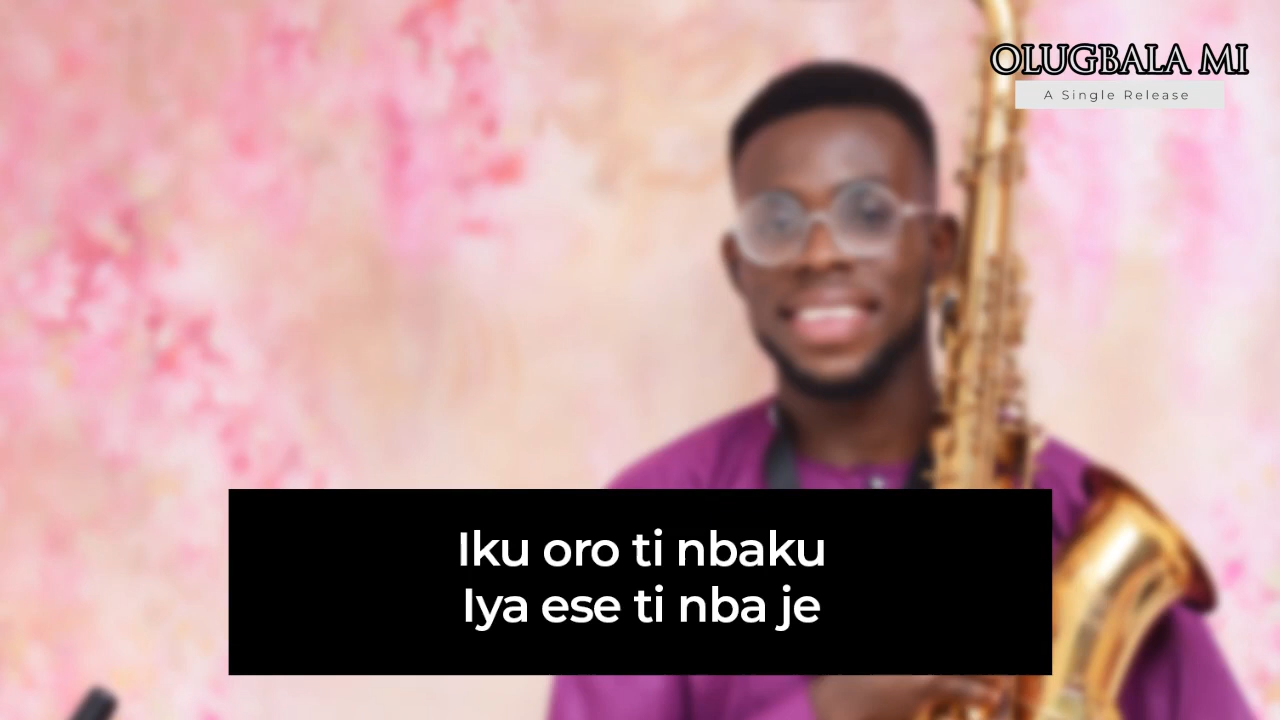 OLUGBALA MI
A Single Release
Iku oro ti nbaku
Iya ese ti nba je